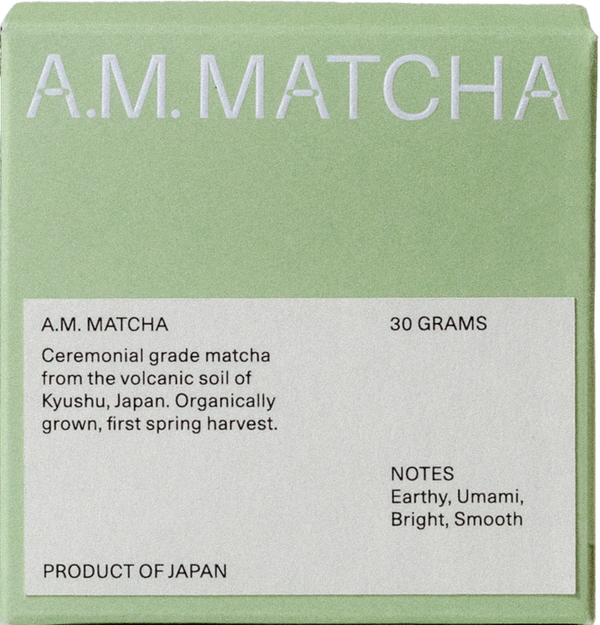 A.M. MATCHA
A.M. MATCHA
Ceremonial grade matcha
from the volcanic soil of
Kyushu, Japan. Organically
grown, first spring harvest.
30 GRAMS
NOTES
Earthy, Umami,
Bright, Smooth
PRODUCT OF JAPAN